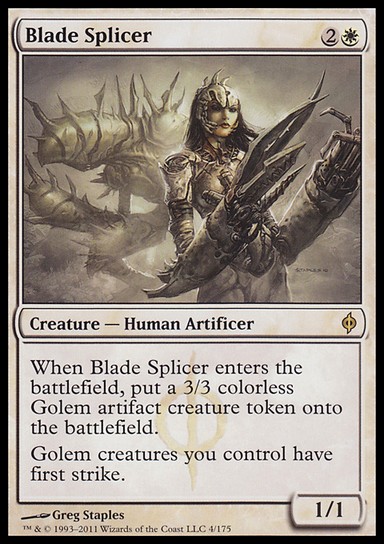 Blade Splicer 2
Creature — Human Artificer
When Blade Splicer enters the
battlefield, put a 3/3 colorless
Golem artifact creature token onto
the battlefield.
Golem creatures you control have
first strike.
Greg Staples
™ & © 1993–2011 Wizards of the Coast LLC 4/175
1/1